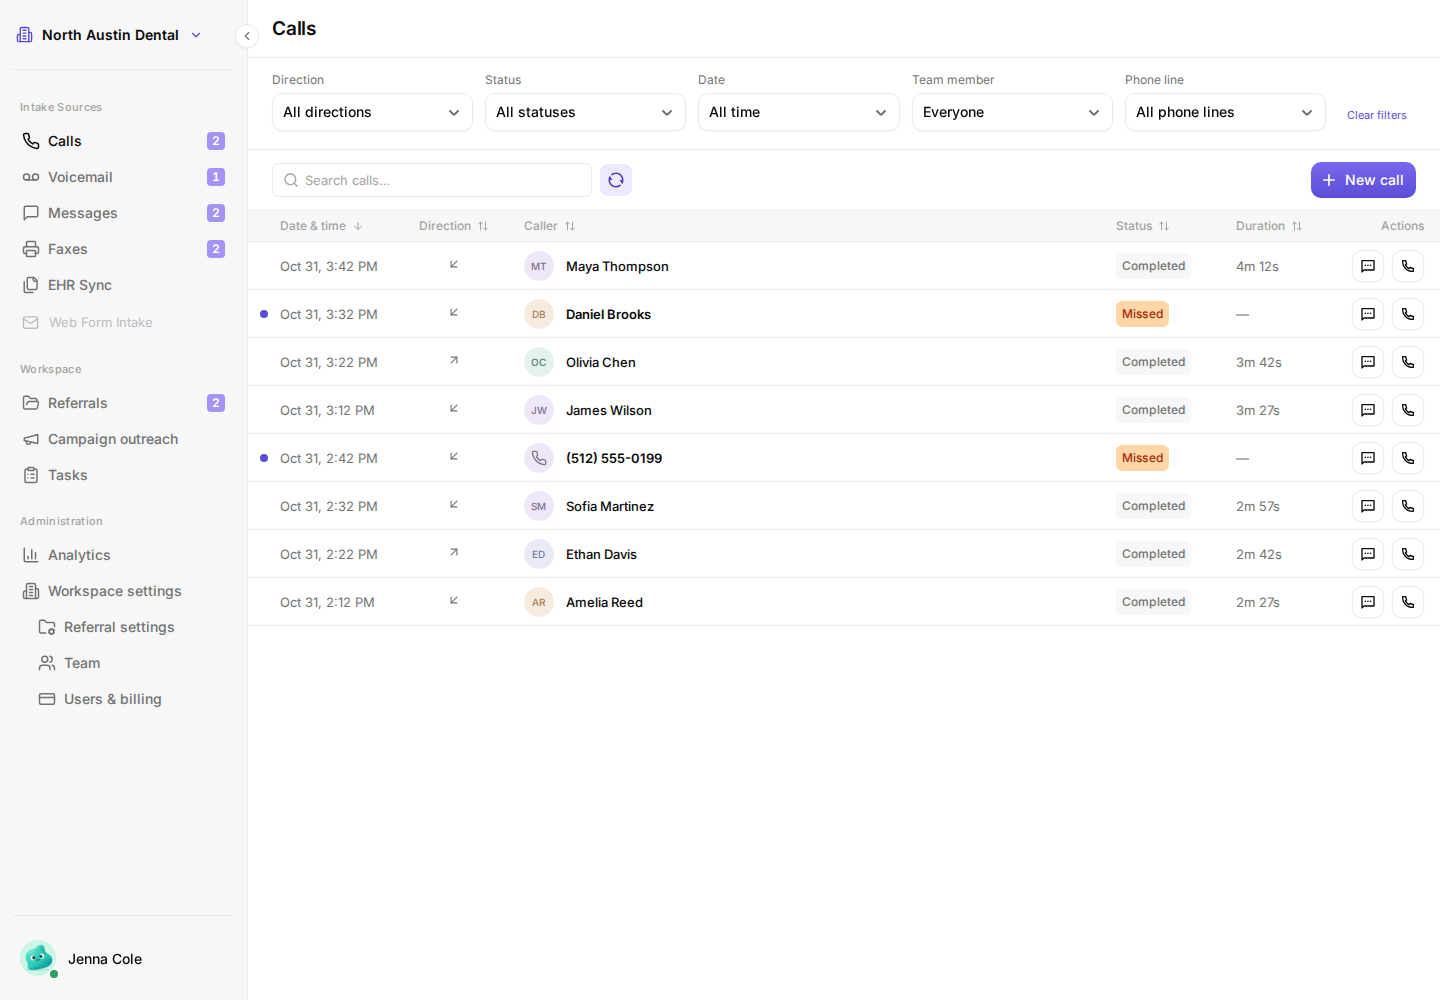 North Austin Dental
Intake Sources
Calls 2
Voicemail 1
Messages 2
Faxes 2
EHR Sync
Web Form Intake
Workspace
Referrals 2
Campaign outreach
Tasks
Administration
Analytics
Workspace settings
Referral settings
Team
Users & billing
Jenna Cole
Calls
Direction Status Date Team member Phone line
All directions All statuses All time Everyone All phone lines Clear filters
Search calls... New call
Date & time Direction Caller Status Duration Actions
Oct 31, 3:42 PM MT Maya Thompson Completed 4m 12s
Oct 31, 3:32 PM DB Daniel Brooks Missed —
Oct 31, 3:22 PM OC Olivia Chen Completed 3m 42s
Oct 31, 3:12 PM JW James Wilson Completed 3m 27s
Oct 31, 2:42 PM (512) 555-0199 Missed —
Oct 31, 2:32 PM SM Sofia Martinez Completed 2m 57s
Oct 31, 2:22 PM ED Ethan Davis Completed 2m 42s
Oct 31, 2:12 PM AR Amelia Reed Completed 2m 27s